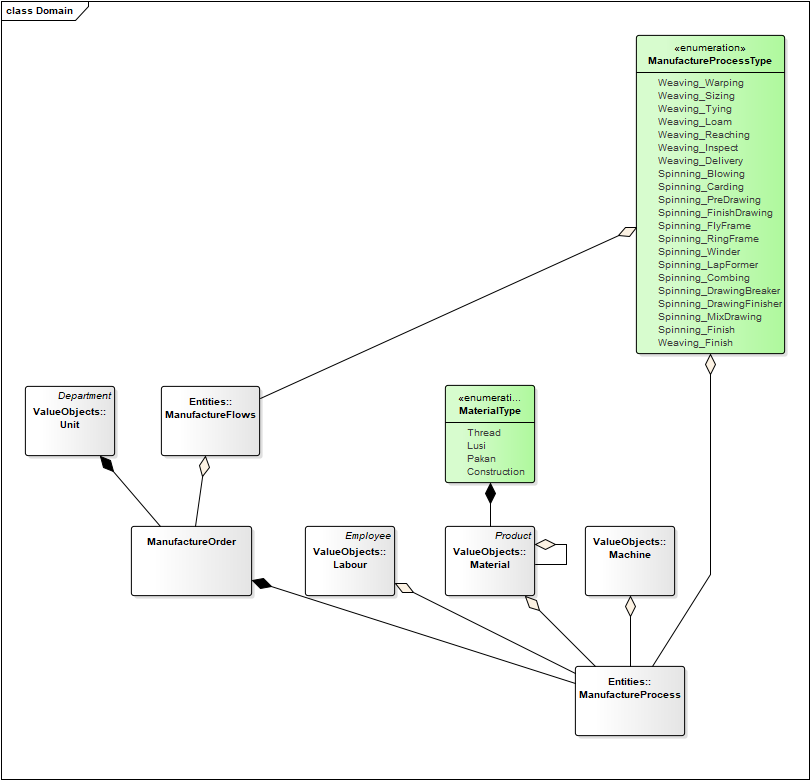 class Domain
«enumeration»
ManufactureProcessType
Weaving_Warping
Weaving_Sizing
Weaving_Tying
Weaving_Loam
Weaving_Reaching
Weaving_Inspect
Weaving_Delivery
Spinning_Blowing
Spinning_Carding
Spinning_PreDrawing
Spinning_FinishDrawing
Spinning_FlyFrame
Spinning_RingFrame
Spinning_Winder
Spinning_LapFormer
Spinning_Combing
Spinning_DrawingBreaker
Spinning_DrawingFinisher
Spinning_MixDrawing
Spinning_Finish
Weaving_Finish
Department
ValueObjects::
Unit
Entities::
ManufactureFlows
«enumerati...
MaterialType
Thread
Lusi
Pakan
Construction
ManufactureOrder
Employee
ValueObjects::
Labour
Product
ValueObjects::
Material
ValueObjects::
Machine
Entities::
ManufactureProcess